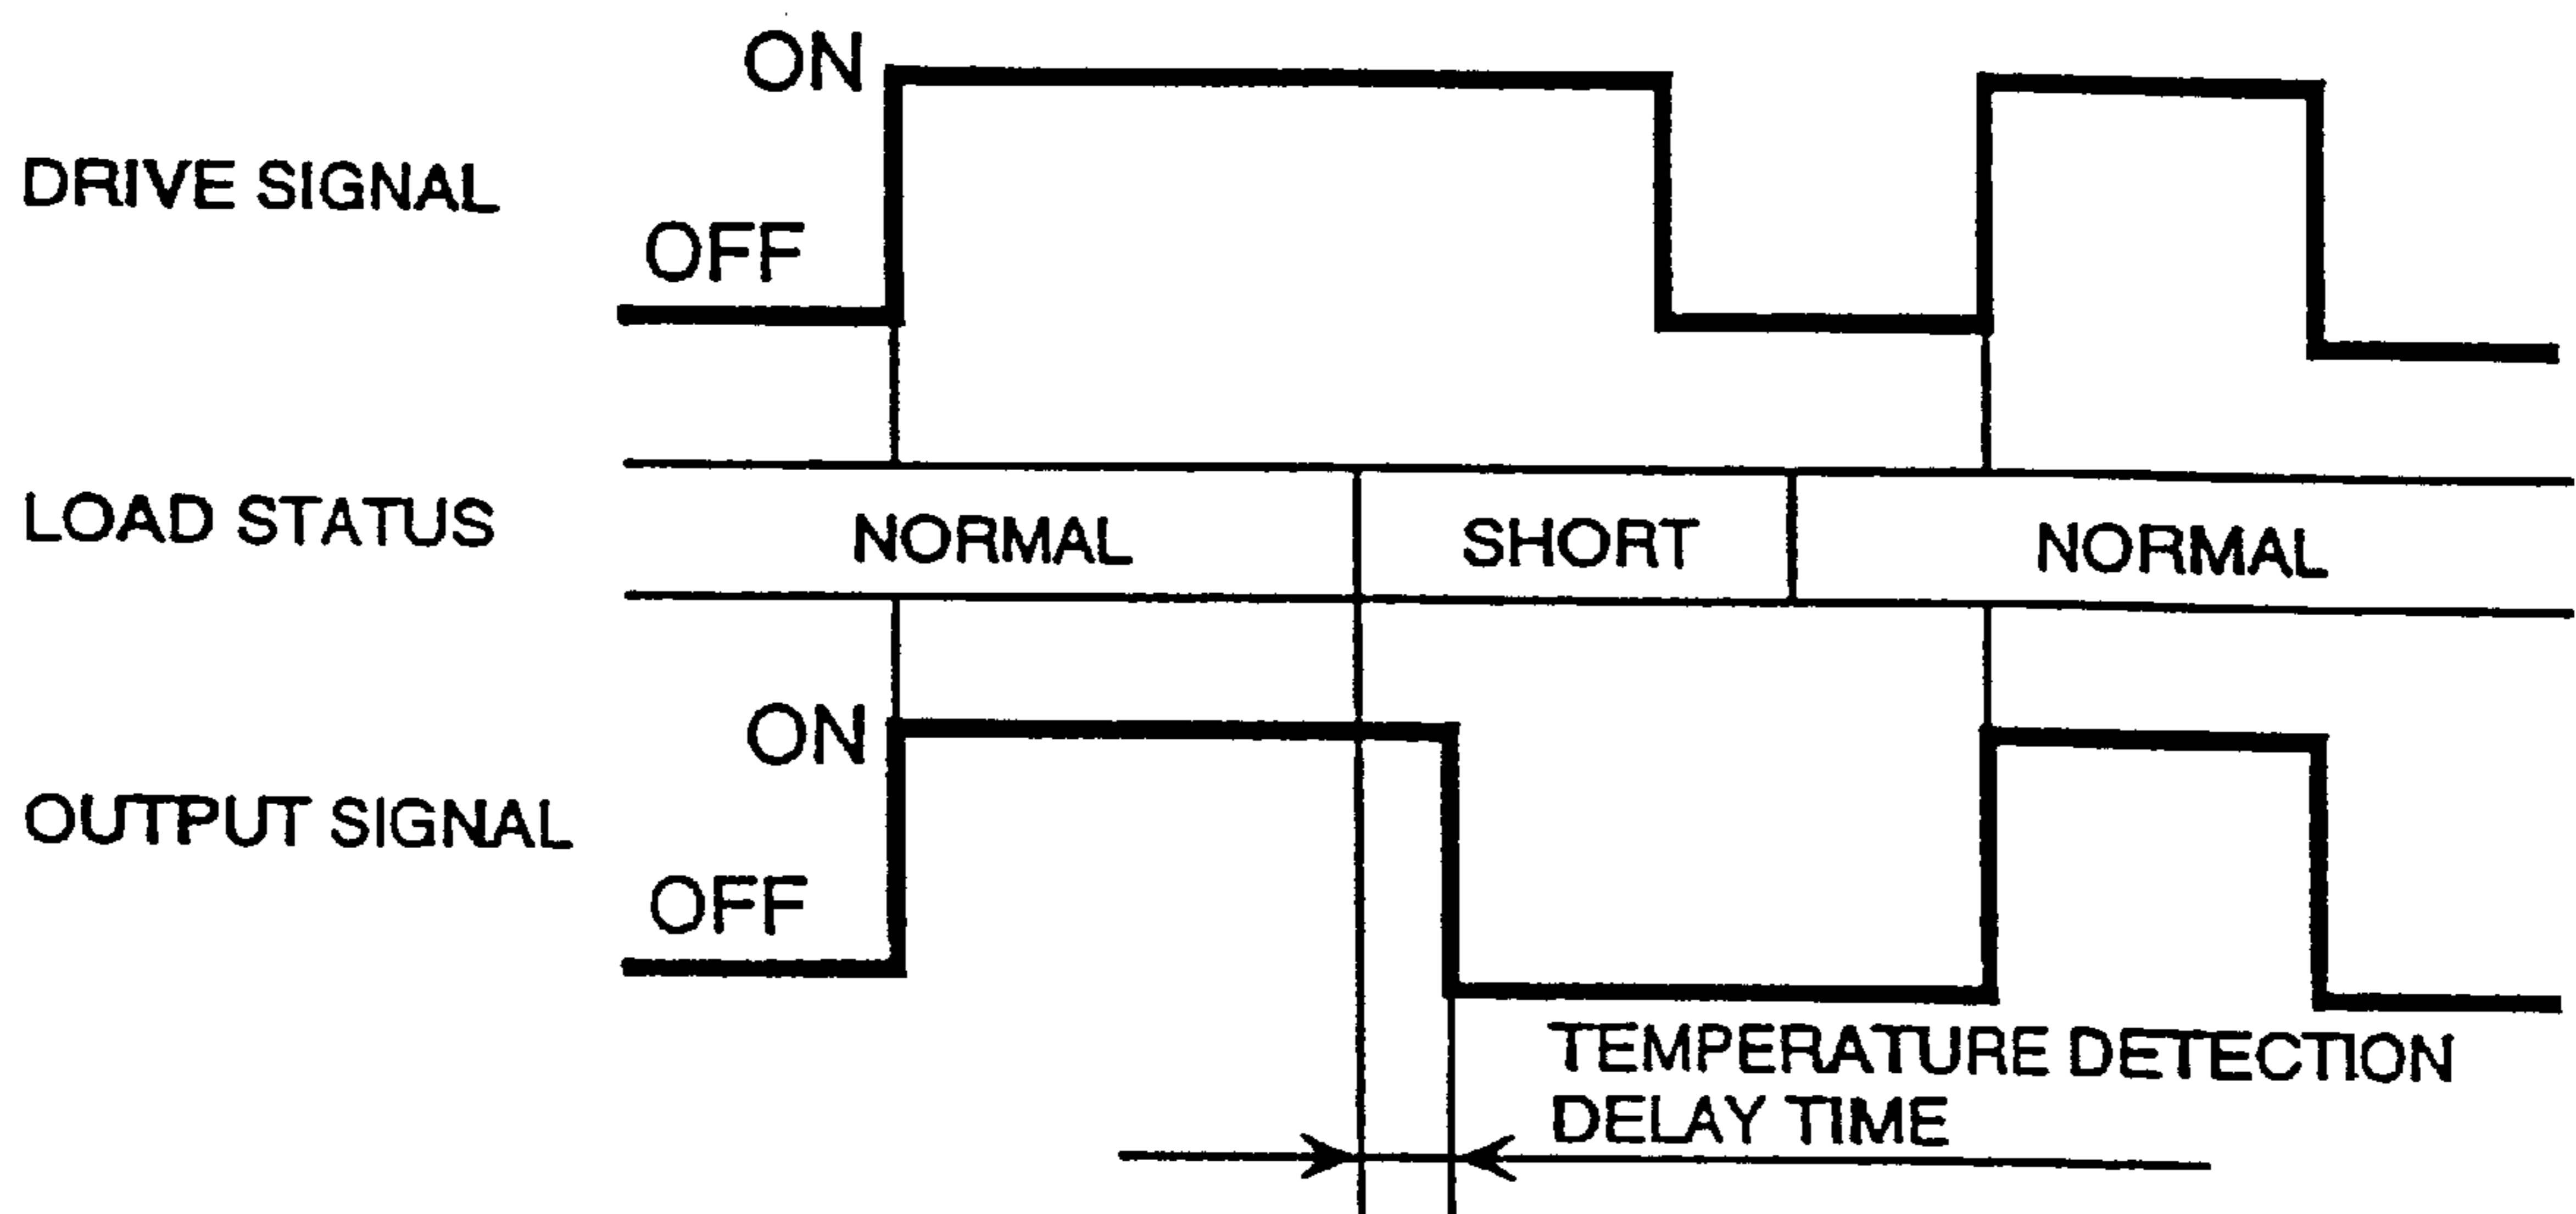 ON
DRIVE SIGNAL
OFF
LOAD STATUS
NORMAL
SHORT
NORMAL
ON
OUTPUT SIGNAL
OFF
TEMPERATURE DETECTION
DELAY TIME